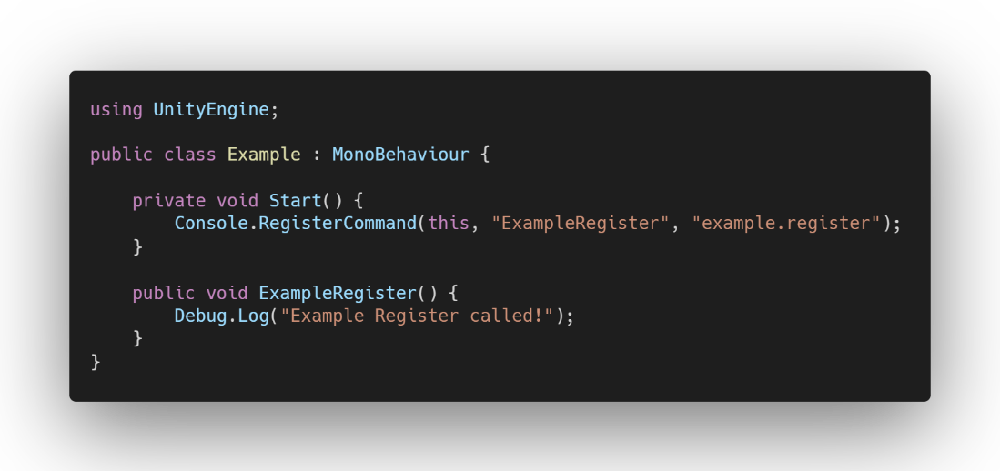 using UnityEngine;
public class Example : MonoBehaviour {
    private void Start() {
        Console.RegisterCommand(this, "ExampleRegister", "example.register");
    }
    public void ExampleRegister() {
        Debug.Log("Example Register called!");
    }
}